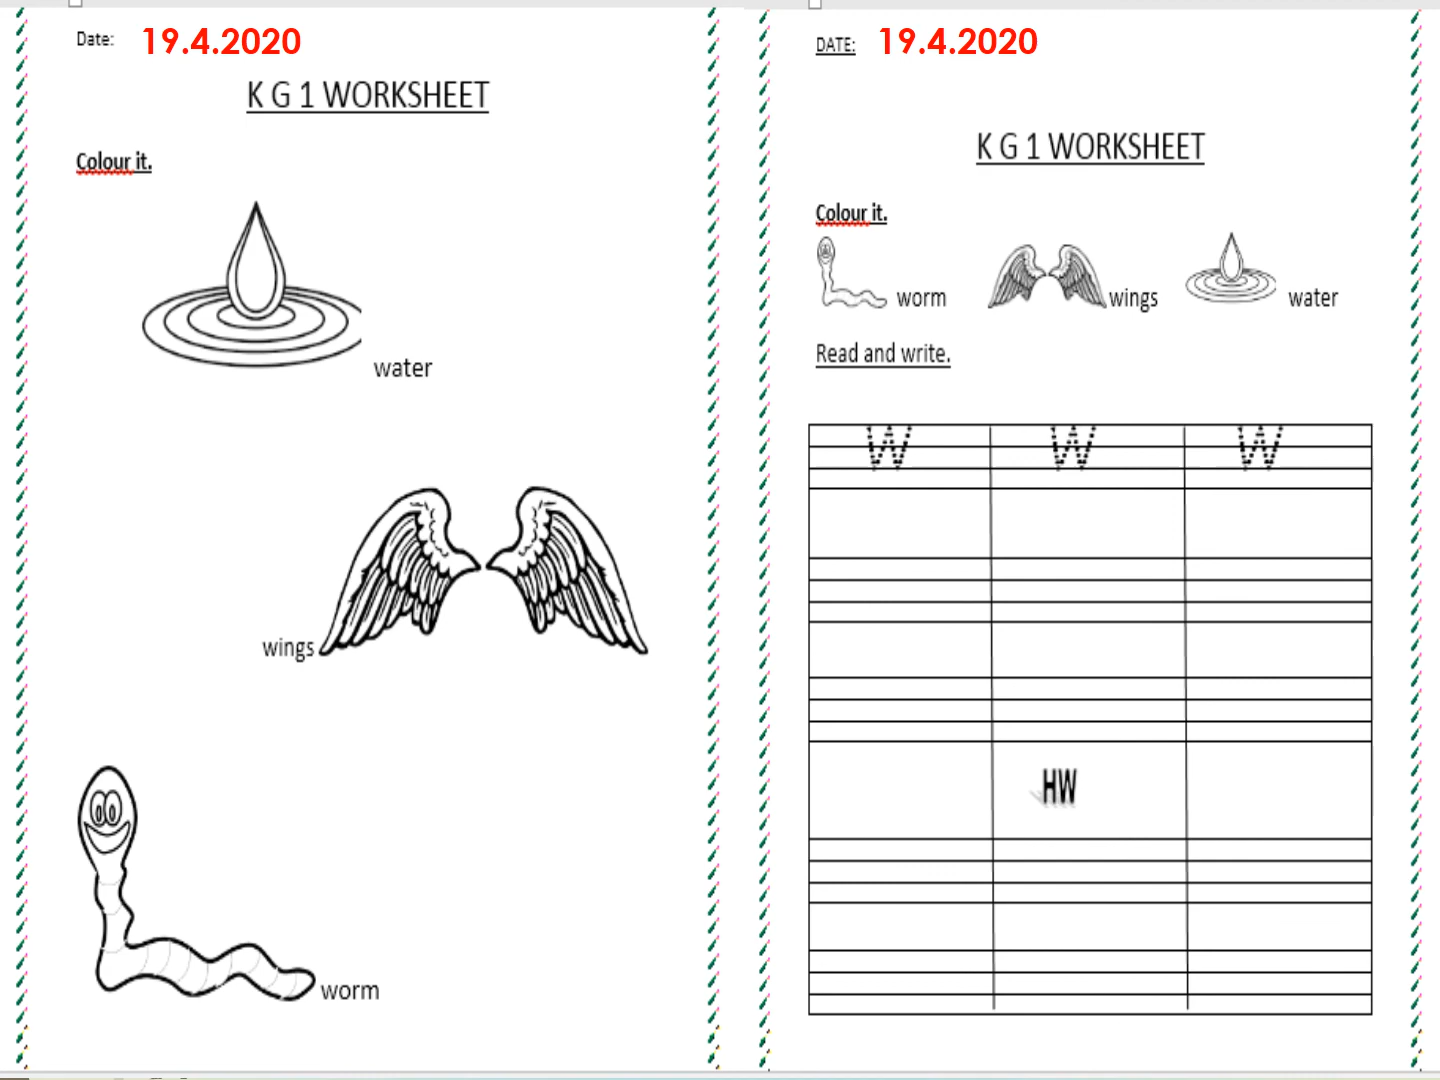 Date: 19.4.2020
K G 1 WORKSHEET
Colour it.
water
wings
worm
DATE: 19.4.2020
K G 1 WORKSHEET
Colour it.
worm wings water
Read and write.
W W W
HW